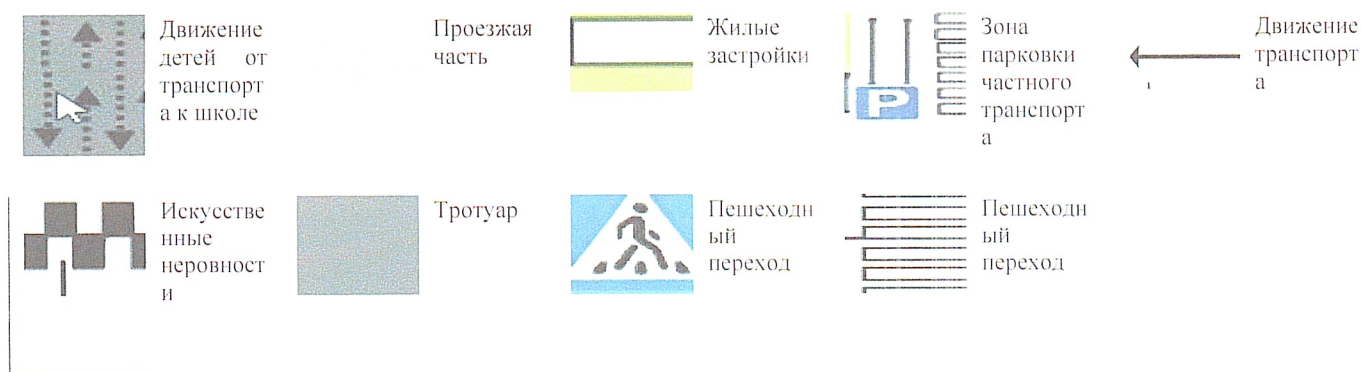 Движение
детей от
транспорт
а к школе
Проезжая
часть
Жилые
застройки
P
Зона
парковки
частного
транспорт
а
Движение
транспорт
а
Искусстве
нные
неровност
и
Тротуар
Пешеходн
ый
переход
Пешеходн
ый
переход